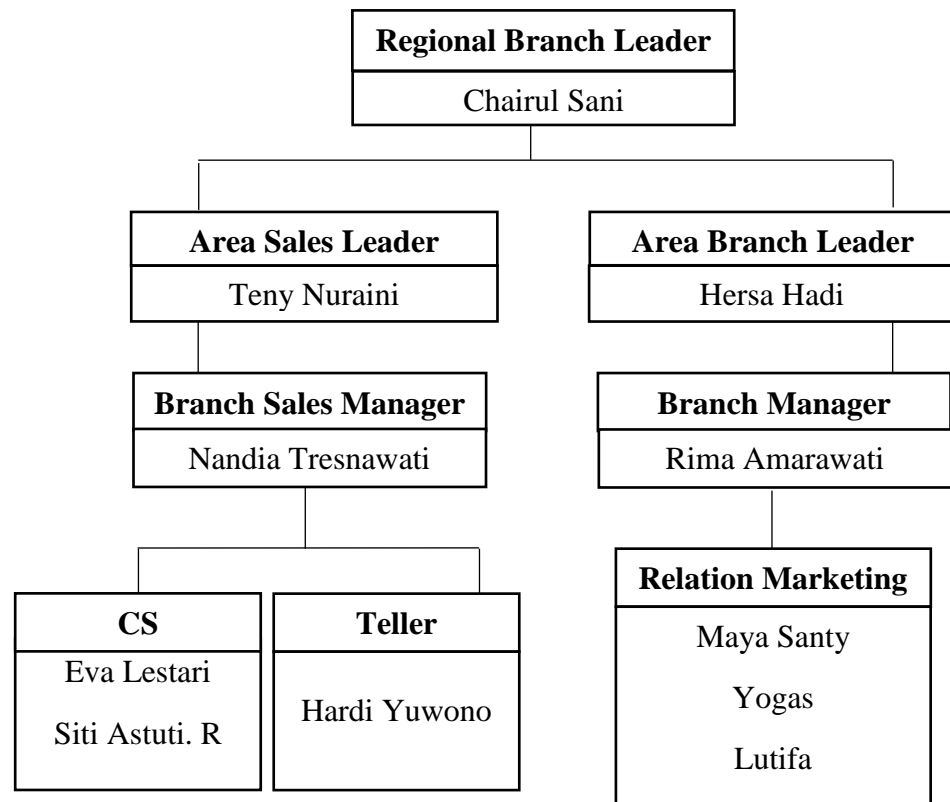 Regional Branch Leader
Chairul Sani
Area Sales Leader
Teny Nuraini
Area Branch Leader
Hersa Hadi
Branch Sales Manager
Nandia Tresnawati
Branch Manager
Rima Amarawati
CS
Eva Lestari
Siti Astuti. R
Teller
Hardi Yuwono
Relation Marketing
Maya Santy
Yogas
Lutifa